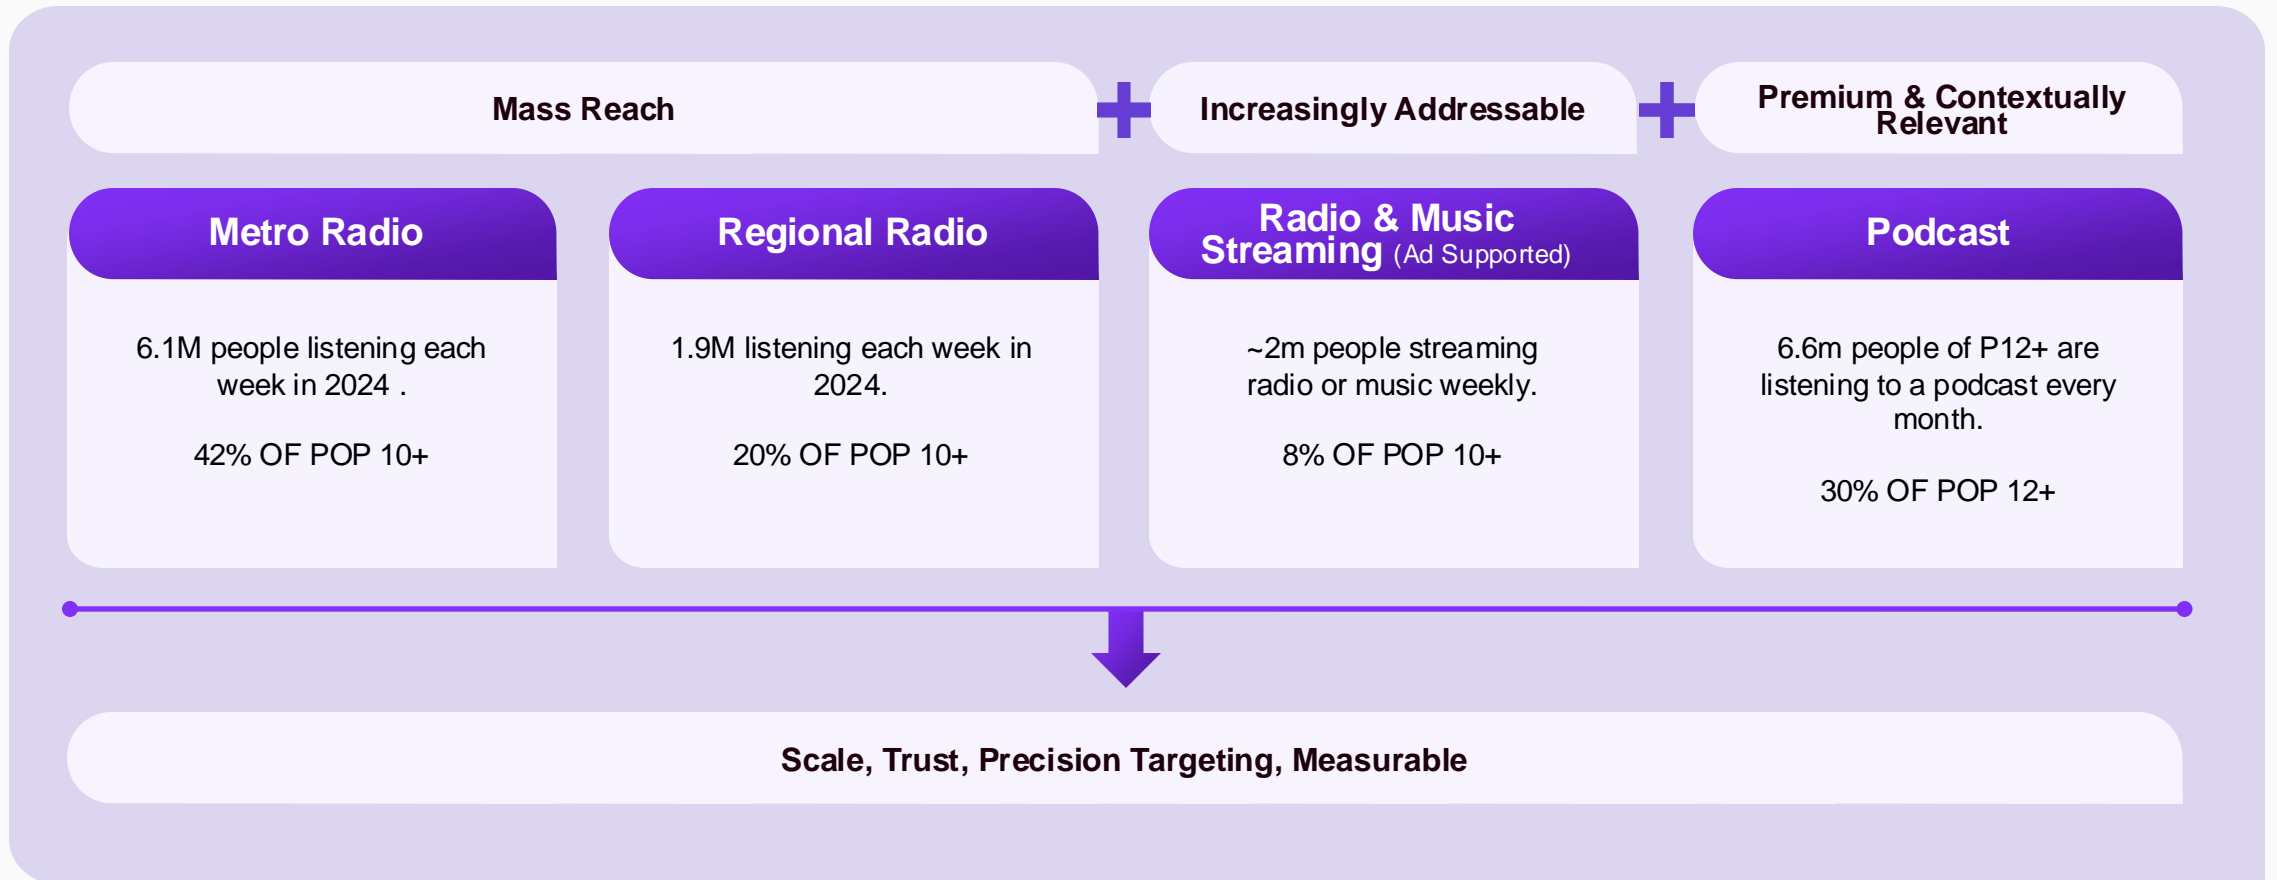 Mass Reach
Increasingly Addressable
Premium & Contextually
Relevant
Metro Radio
Regional Radio
Radio & Music
Streaming (Ad Supported)
Podcast
6.1M people listening each
week in 2024 .
42% OF POP 10+
1.9M listening each week in
2024.
20% OF POP 10+
~2m people streaming
radio or music weekly.
8% OF POP 10+
6.6m people of P12+ are
listening to a podcast every
month.
30% OF POP 12+
Scale, Trust, Precision Targeting, Measurable